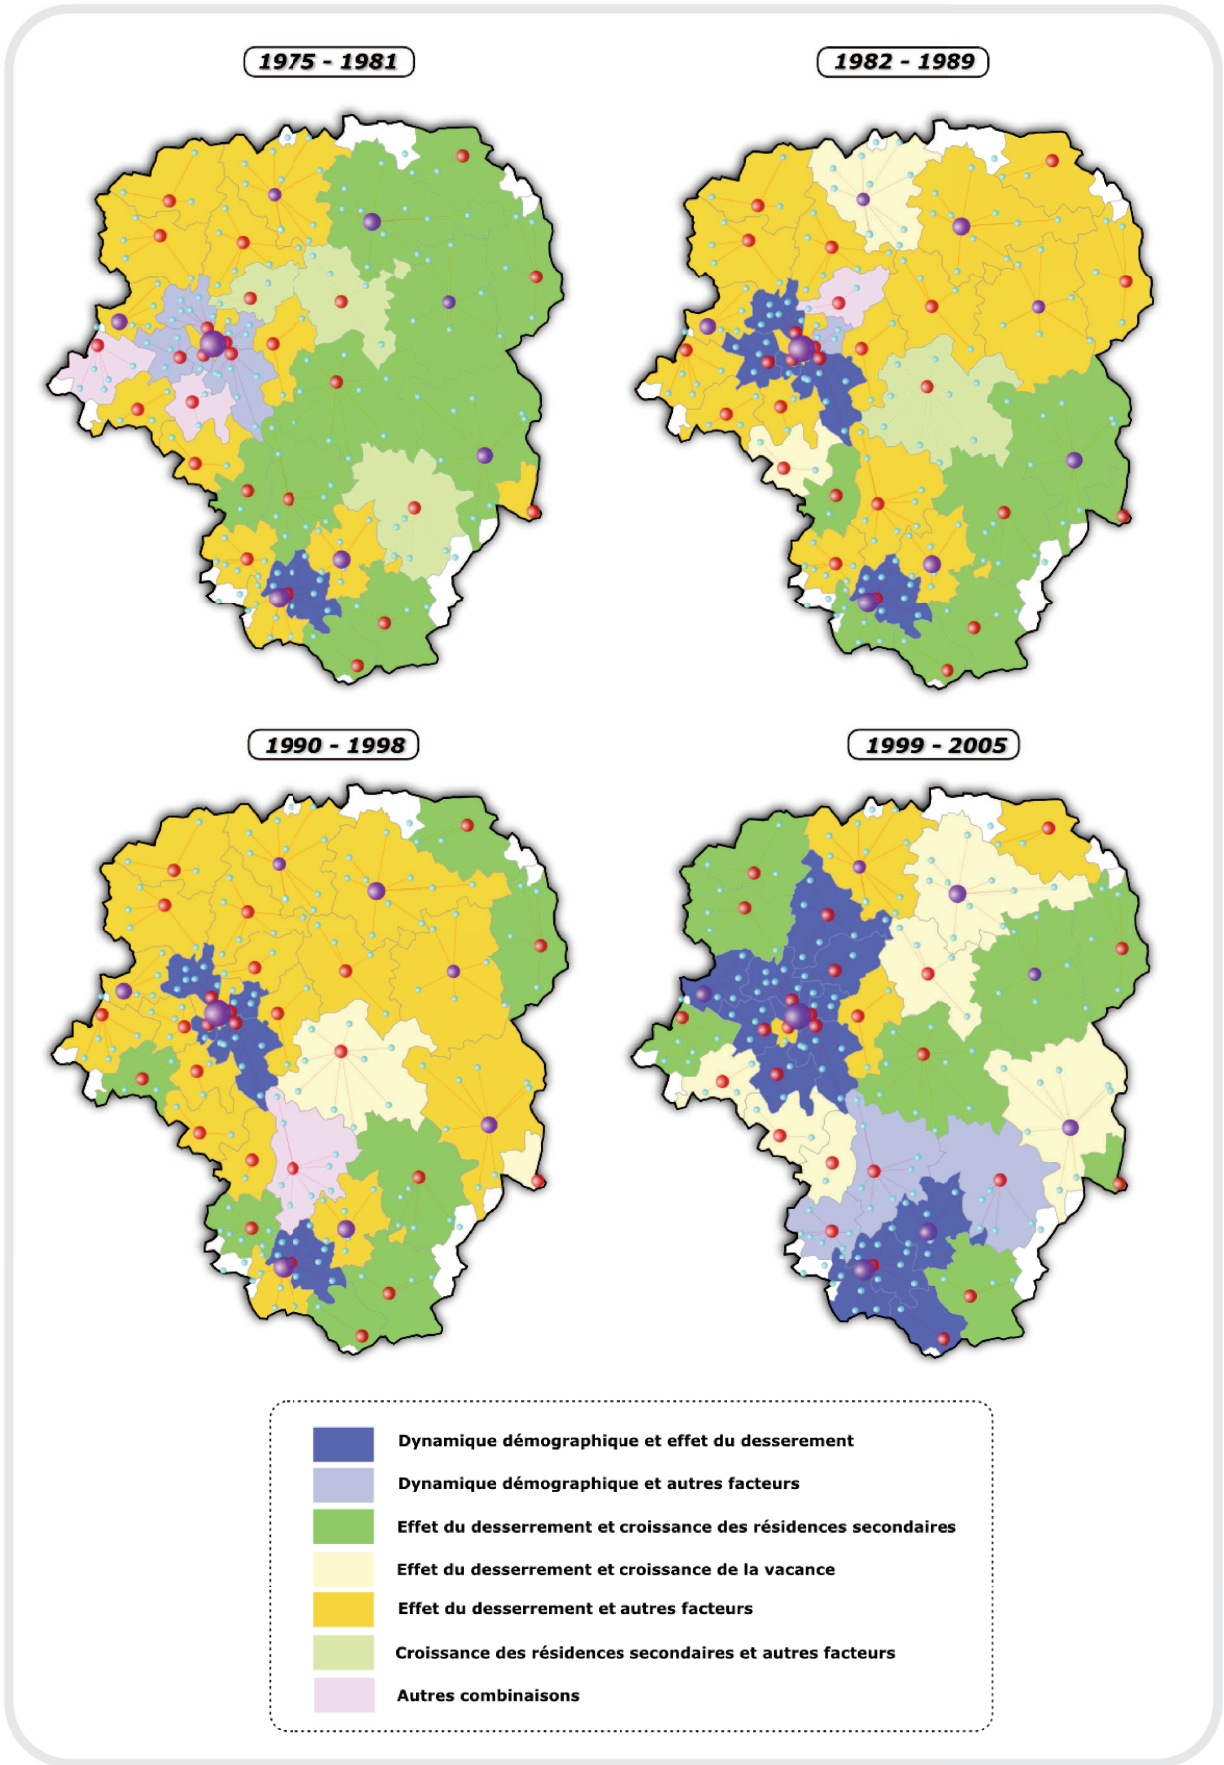 1975 - 1981
1982 - 1989
1990 - 1998
1999 - 2005
Dynamique démographique et effet du desserement
Dynamique démographique et autres facteurs
Effet du desserrement et croissance des résidences secondaires
Effet du desserrement et croissance de la vacance
Effet du desserrement et autres facteurs
Croissance des résidences secondaires et autres facteurs
Autres combinaisons